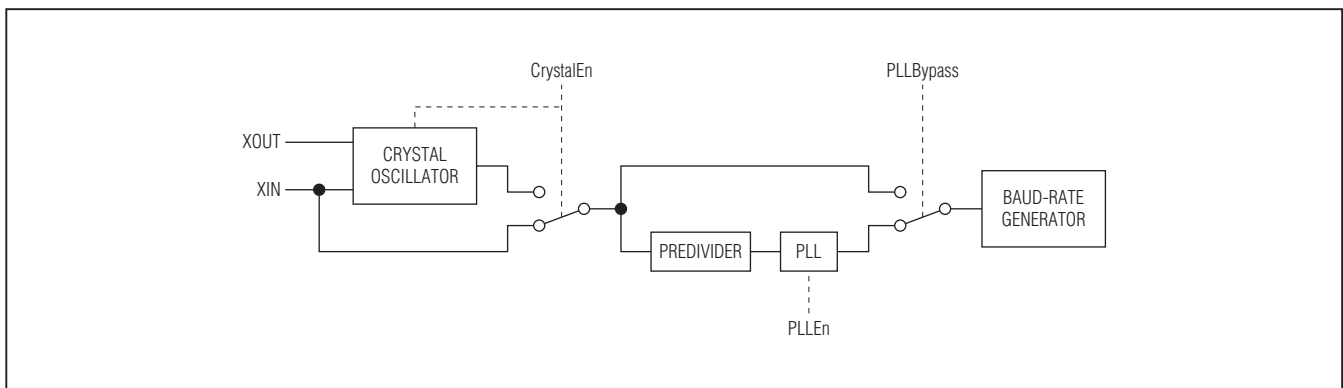 CrystalEn
PLLBypass
XOUT
XIN
CRYSTAL
OSCILLATOR
BAUD-RATE
GENERATOR
PREDIVIDER
PLL
PLLEn